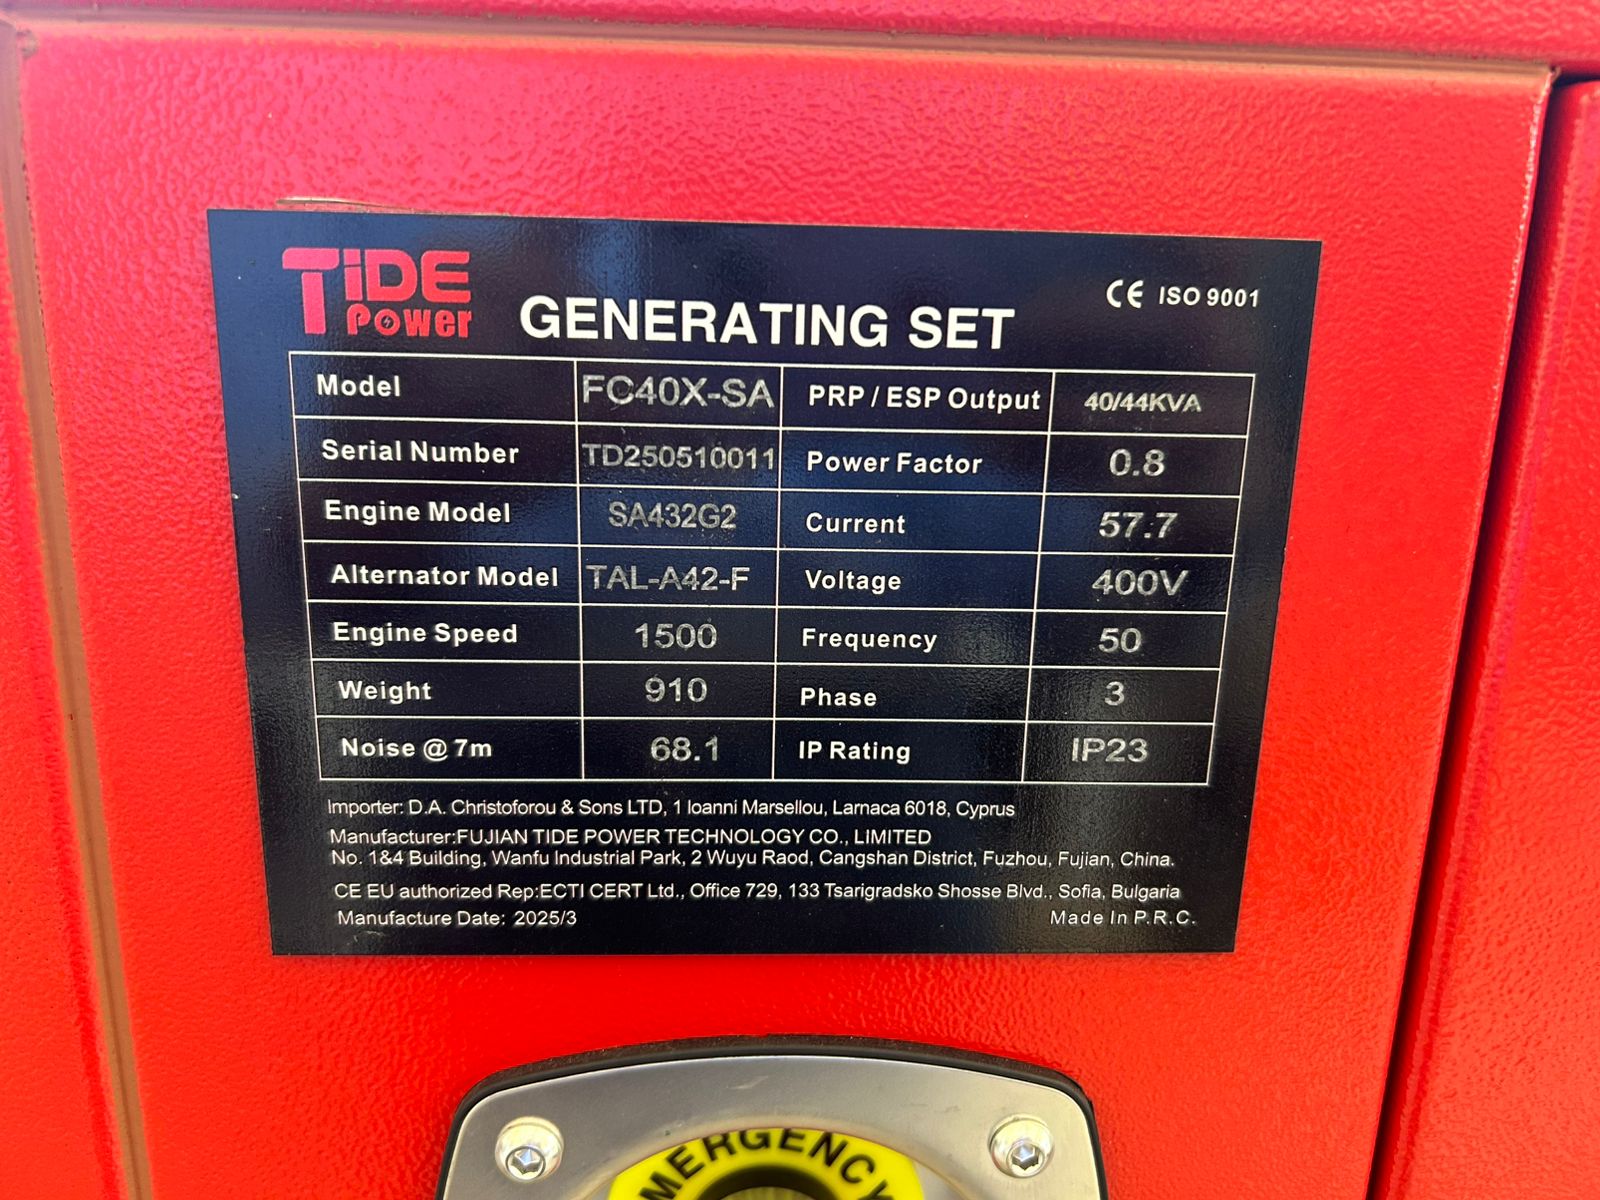 TiDE
Power
GENERATING SET
CE ISO 9001
Model FC40X-SA PRP / ESP Output 40/44KVA
Serial Number TD250510011 Power Factor 0.8
Engine Model SA432G2 Current 57.7
Alternator Model TAL-A42-F Voltage 400V
Engine Speed 1500 Frequency 50
Weight 910 Phase 3
Noise @ 7m 68.1 IP Rating IP23
Importer: D.A. Christoforou & Sons LTD, 1 Ioanni Marsellou, Larnaca 6018, Cyprus
Manufacturer:FUJIAN TIDE POWER TECHNOLOGY CO., LIMITED
No. 1&4 Building, Wanfu Industrial Park, 2 Wuyu Raod, Cangshan District, Fuzhou, Fujian, China.
CE EU authorized Rep:ECTI CERT Ltd., Office 729, 133 Tsarigradsko Shosse Blvd., Sofia, Bulgaria
Manufacture Date: 2025/3 Made In P.R.C.
EMERGENCY